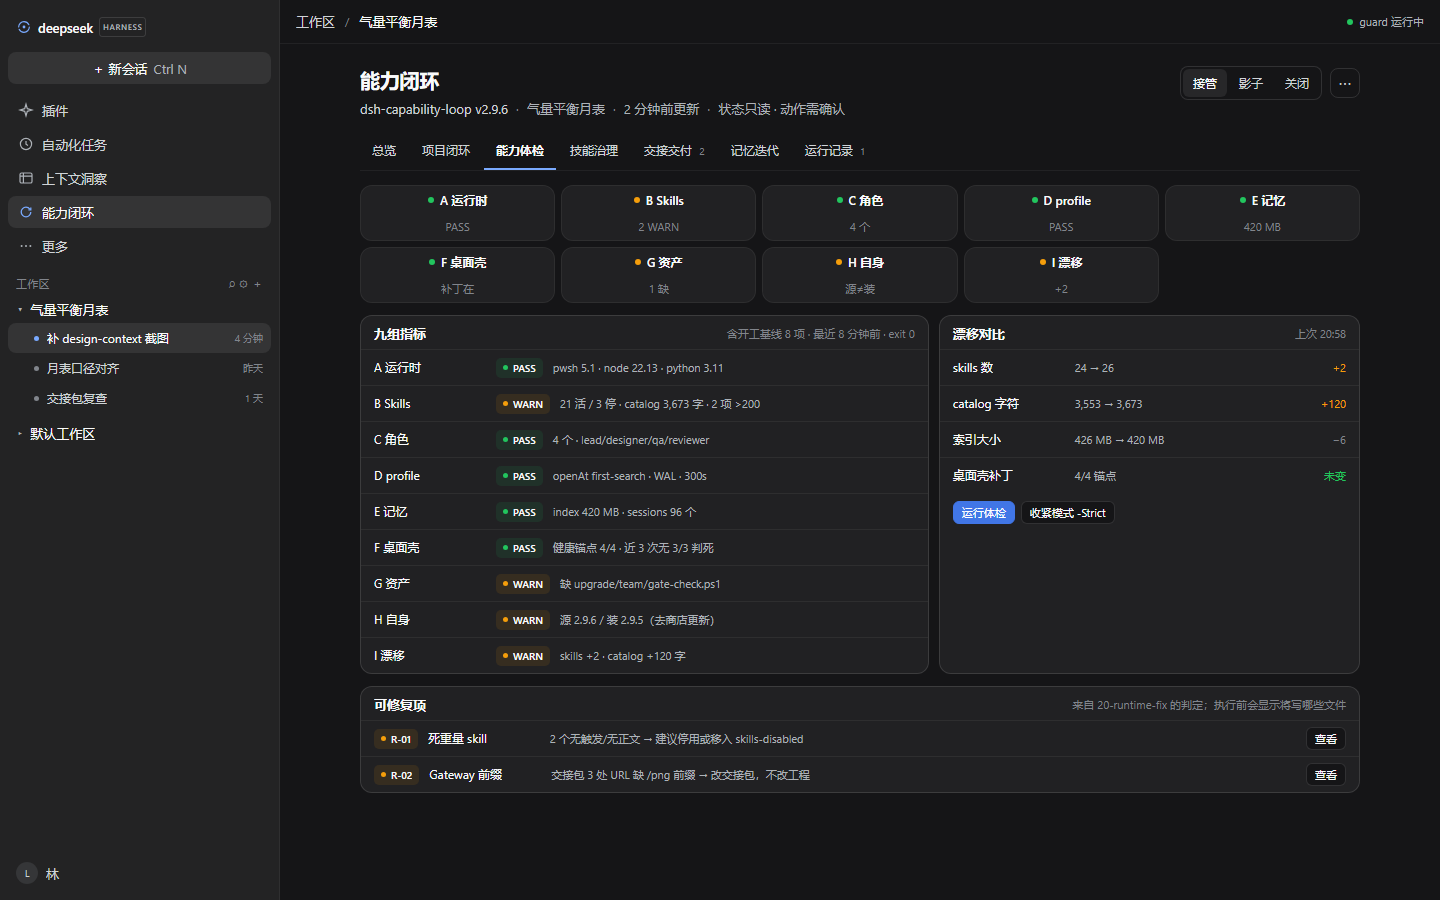 deepseek HARNESS
+ 新会话 Ctrl N
插件
自动化任务
上下文洞察
能力闭环
更多
工作区
气量平衡月表
补 design-context 截图 4 分钟
月表口径对齐 昨天
交接包复查 1 天
默认工作区
L 林
工作区 / 气量平衡月表
guard 运行中
能力闭环
接管 影子 关闭
dsh-capability-loop v2.9.6 · 气量平衡月表 · 2 分钟前更新 · 状态只读 · 动作需确认
总览 项目闭环 能力体检 技能治理 交接交付 2 记忆迭代 运行记录 1
A 运行时
PASS
B Skills
2 WARN
C 角色
4 个
D profile
PASS
E 记忆
420 MB
F 桌面壳
补丁在
G 资产
1 缺
H 自身
源≠装
I 漂移
+2
九组指标 含开工基线 8 项 · 最近 8 分钟前 · exit 0
A 运行时 PASS pwsh 5.1 · node 22.13 · python 3.11
B Skills WARN 21 活 / 3 停 · catalog 3,673 字 · 2 项 >200
C 角色 PASS 4 个 · lead/designer/qa/reviewer
D profile PASS openAt first-search · WAL · 300s
E 记忆 PASS index 420 MB · sessions 96 个
F 桌面壳 PASS 健康锚点 4/4 · 近 3 次无 3/3 判死
G 资产 WARN 缺 upgrade/team/gate-check.ps1
H 自身 WARN 源 2.9.6 / 装 2.9.5（去商店更新）
I 漂移 WARN skills +2 · catalog +120 字
漂移对比 上次 20:58
skills 数 24 → 26 +2
catalog 字符 3,553 → 3,673 +120
索引大小 426 MB → 420 MB −6
桌面壳补丁 4/4 锚点 未变
运行体检 收紧模式 -Strict
可修复项 来自 20-runtime-fix 的判定；执行前会显示将写哪些文件
R-01 死重量 skill 2 个无触发/无正文 → 建议停用或移入 skills-disabled 查看
R-02 Gateway 前缀 交接包 3 处 URL 缺 /png 前缀 → 改交接包，不改工程 查看